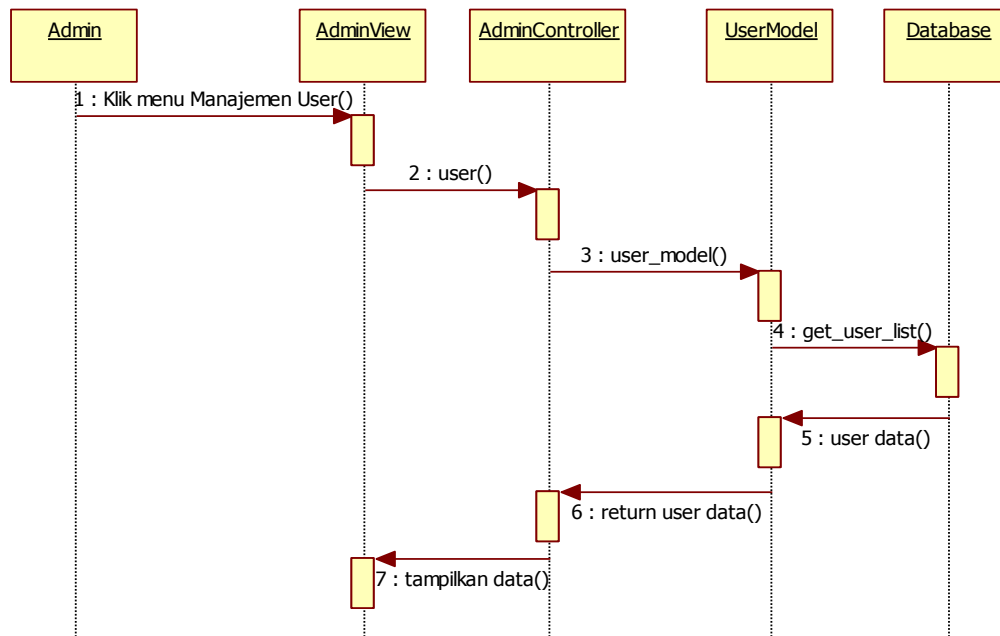 Admin
AdminView
AdminController
UserModel
Database
1 : Klik menu Manajemen User()
2 : user()
3 : user_model()
4 : get_user_list()
5 : user data()
6 : return user data()
7 : tampilkan data()